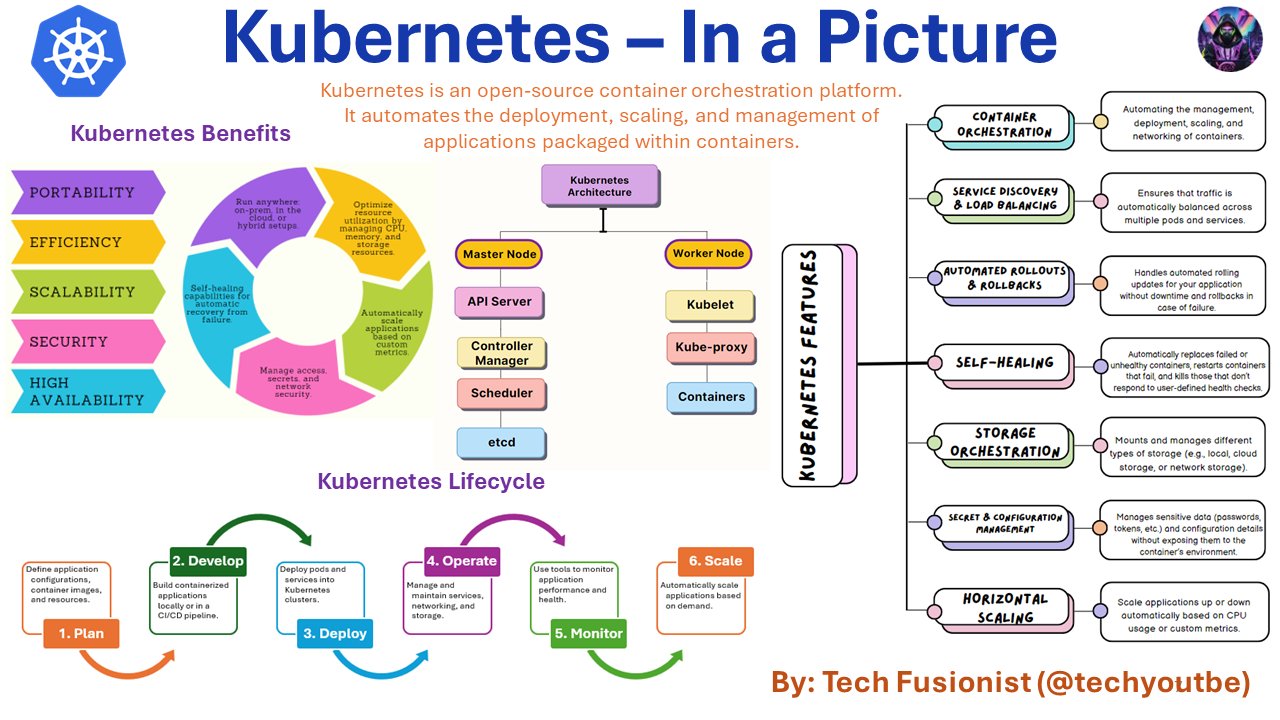 Kubernetes – In a Picture
Kubernetes is an open-source container orchestration platform.
It automates the deployment, scaling, and management of
applications packaged within containers.
Kubernetes Benefits
PORTABILITY
EFFICIENCY
SCALABILITY
SECURITY
HIGH
AVAILABILITY
Run anywhere:
on-prem, in the
cloud, or
hybrid setups.
Optimize
resource
utilization by
managing CPU,
memory, and
storage
resources.
Automatically
scale
applications
based on
custom
metrics.
Manage access,
secrets, and
network
security.
Self-healing
capabilities for
automatic
recovery from
failure.
Kubernetes
Architecture
Master Node
API Server
Controller
Manager
Scheduler
etcd
Worker Node
Kubelet
Kube-proxy
Containers
KUBERNETES FEATURES
CONTAINER
ORCHESTRATION
Automating the management,
deployment, scaling, and
networking of containers.
SERVICE DISCOVERY
& LOAD BALANCING
Ensures that traffic is
automatically balanced across
multiple pods and services.
AUTOMATED ROLLOUTS
& ROLLBACKS
Handles automated rolling
updates for your application
without downtime and rollbacks in
case of failure.
SELF-HEALING
Automatically replaces failed or
unhealthy containers, restarts containers
that fail, and kills those that don't
respond to user-defined health checks.
STORAGE
ORCHESTRATION
Mounts and manages different
types of storage (e.g., local, cloud
storage, or network storage).
SECRET & CONFIGURATION
MANAGEMENT
Manages sensitive data (passwords,
tokens, etc.) and configuration details
without exposing them to the
container's environment.
HORIZONTAL
SCALING
Scale applications up or down
automatically based on CPU
usage or custom metrics.
Kubernetes Lifecycle
Define application
configurations,
container images,
and resources.
1. Plan
2. Develop
Build containerized
applications
locally or in a
CI/CD pipeline.
Deploy pods and
services into
Kubernetes
clusters.
3. Deploy
4. Operate
Manage and
maintain services,
networking, and
storage.
Use tools to monitor
application
performance and
health.
5. Monitor
6. Scale
Automatically scale
applications based
on demand.
By: Tech Fusionist (@techyoutbe)